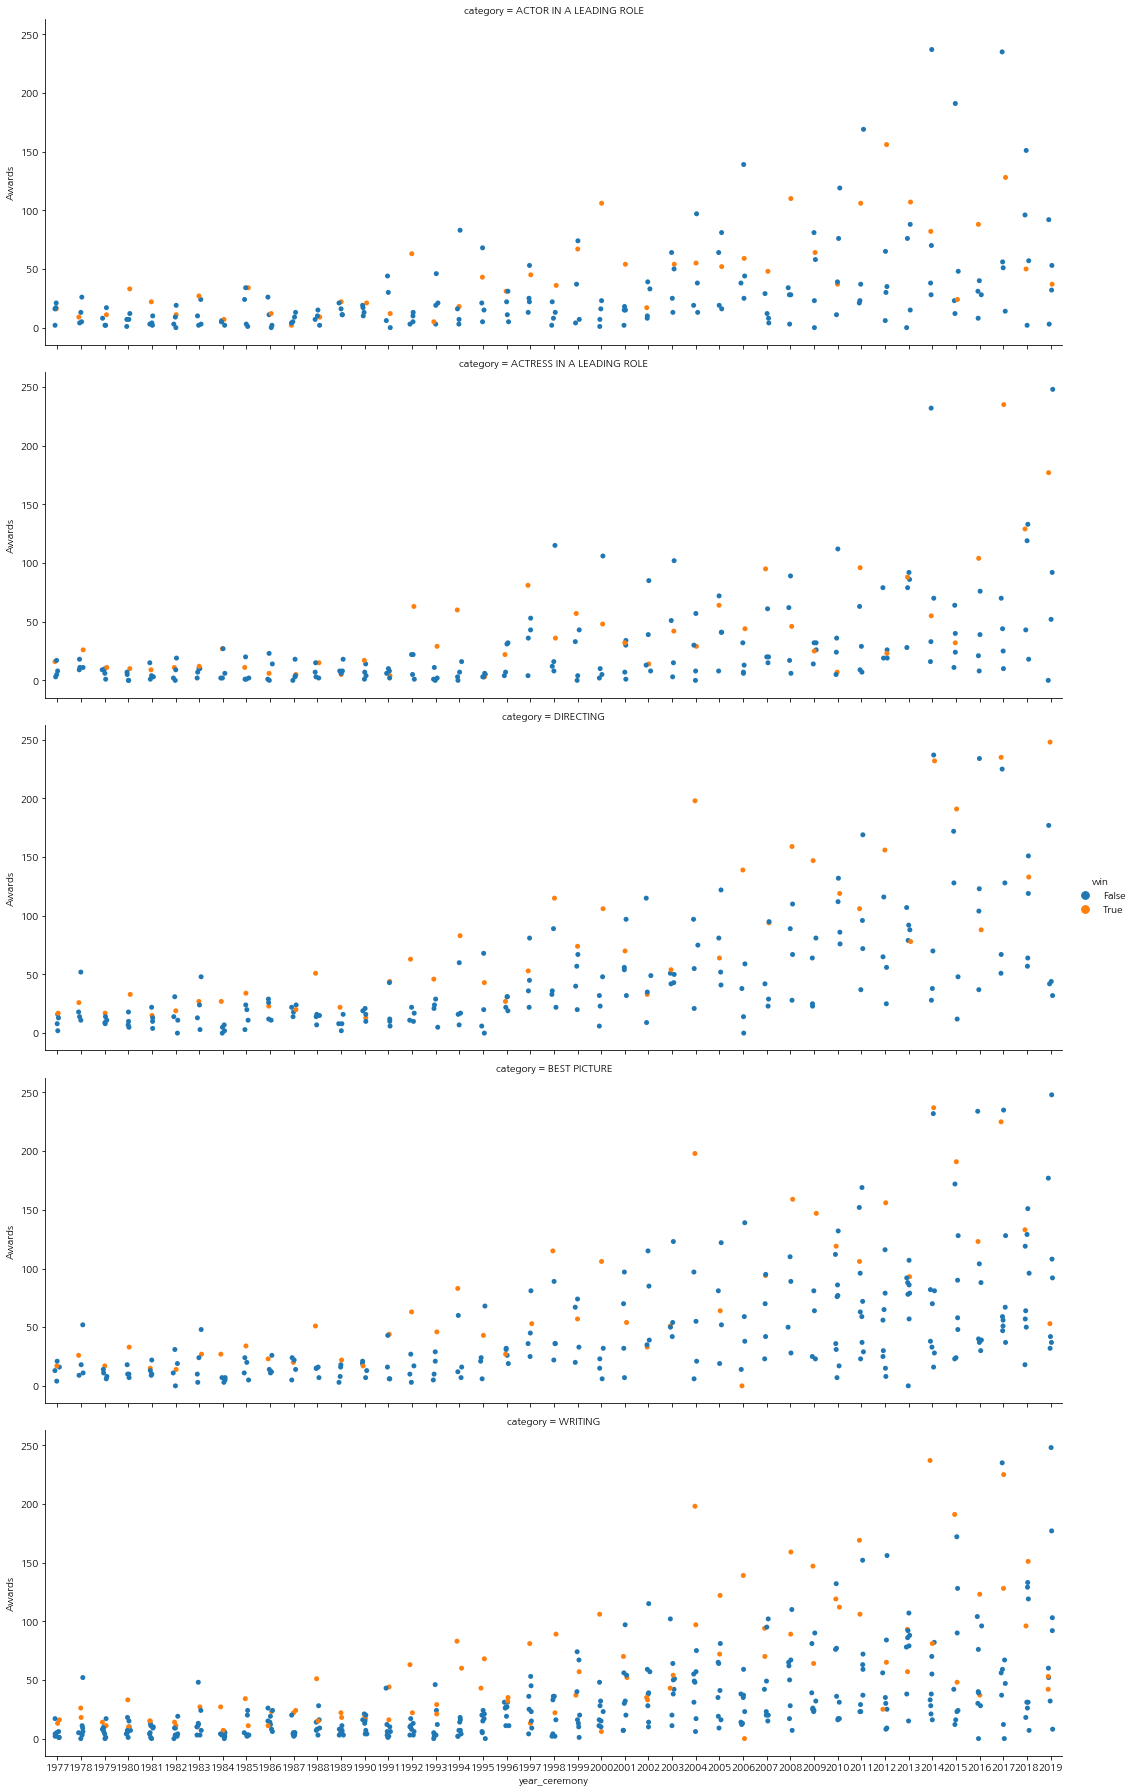 category = ACTOR IN A LEADING ROLE
250
200
150
100
50
0
Awards
category = ACTRESS IN A LEADING ROLE
250
200
150
100
50
0
Awards
category = DIRECTING
250
200
150
100
50
0
Awards
win
False
True
category = BEST PICTURE
250
200
150
100
50
0
Awards
category = WRITING
250
200
150
100
50
0
Awards
1977 1978 1979 1980 1981 1982 1983 1984 1985 1986 1987 1988 1989 1990 1991 1992 1993 1994 1995 1996 1997 1998 1999 2000 2001 2002 2003 2004 2005 2006 2007 2008 2009 2010 2011 2012 2013 2014 2015 2016 2017 2018 2019
year_ceremony